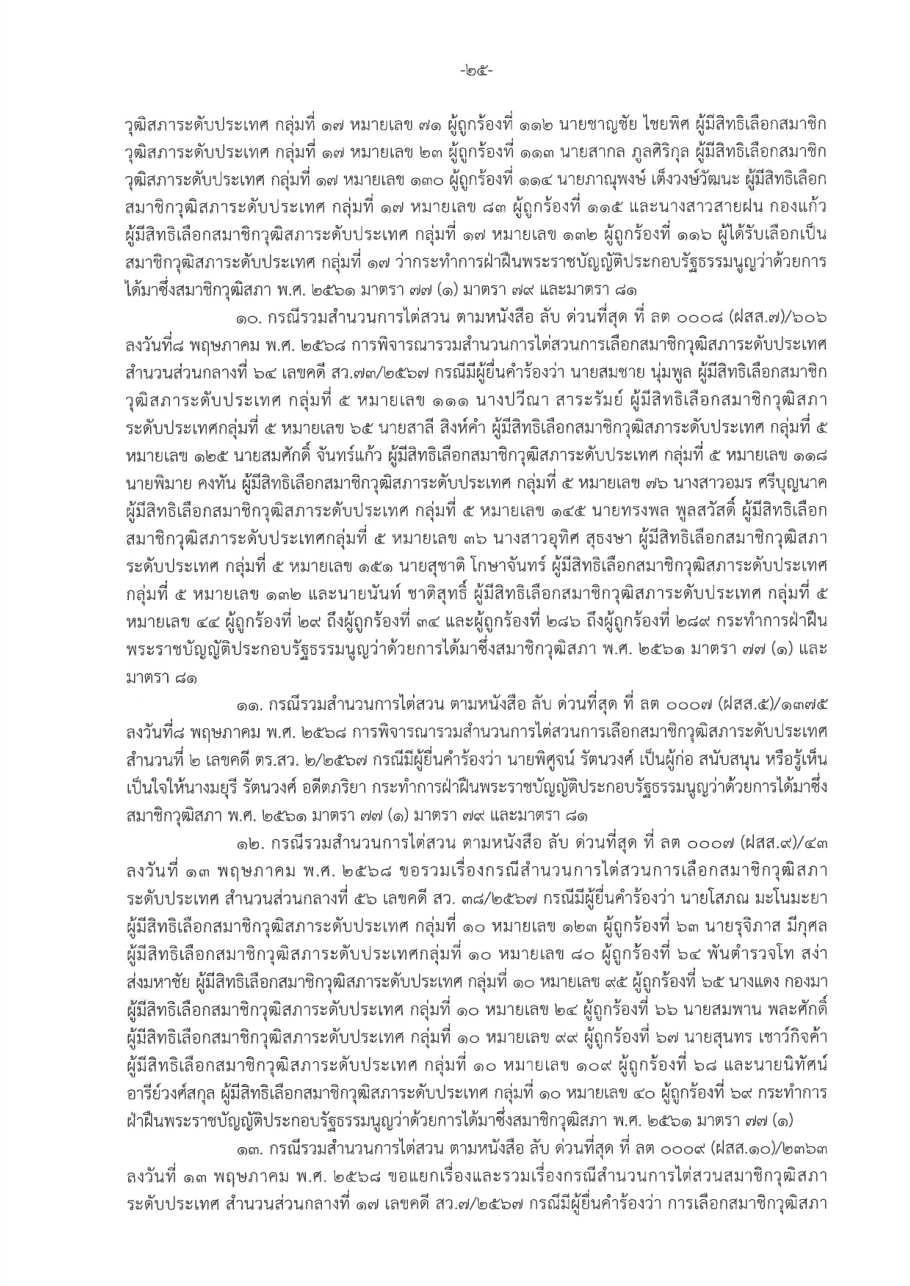 -๒๕-
วุฒิสภาระดับประเทศ กลุ่มที่ ๑๗ หมายเลข ๗๑ ผู้ถูกร้องที่ ๑๑๒ นายชาญชัย ไชยพิศ ผู้มีสิทธิเลือกสมาชิก
วุฒิสภาระดับประเทศ กลุ่มที่ ๑๗ หมายเลข ๒๓ ผู้ถูกร้องที่ ๑๑๓ นายสากล ภูลศิริกุล ผู้มีสิทธิเลือกสมาชิก
วุฒิสภาระดับประเทศ กลุ่มที่ ๑๗ หมายเลข ๑๓๐ ผู้ถูกร้องที่ ๑๑๔ นายภาณุพงษ์ เต็งวงษ์วัฒนะ ผู้มีสิทธิเลือก
สมาชิกวุฒิสภาระดับประเทศ กลุ่มที่ ๑๗ หมายเลข ๘๓ ผู้ถูกร้องที่ ๑๑๕ และนางสาวสายฝน กองแก้ว
ผู้มีสิทธิเลือกสมาชิกวุฒิสภาระดับประเทศ กลุ่มที่ ๑๗ หมายเลข ๑๓๒ ผู้ถูกร้องที่ ๑๑๖ ผู้ได้รับเลือกเป็น
สมาชิกวุฒิสภาระดับประเทศ กลุ่มที่ ๑๗ ว่ากระทำการฝ่าฝืนพระราชบัญญัติประกอบรัฐธรรมนูญว่าด้วยการ
ได้มาซึ่งสมาชิกวุฒิสภา พ.ศ. ๒๕๖๑ มาตรา ๗๗ (๑) มาตรา ๗๙ และมาตรา ๘๑
๑๐. กรณีรวมสำนวนการไต่สวน ตามหนังสือ ลับ ด่วนที่สุด ที่ ลต ๐๐๐๘ (ฝสส.๗)/๖๐๖
ลงวันที่๘ พฤษภาคม พ.ศ. ๒๕๖๘ การพิจารณารวมสำนวนการไต่สวนการเลือกสมาชิกวุฒิสภาระดับประเทศ
สำนวนส่วนกลางที่ ๖๔ เลขคดี สว.๗๓/๒๕๖๗ กรณีมีผู้ยื่นคำร้องว่า นายสมชาย นุ่มพูล ผู้มีสิทธิเลือกสมาชิก
วุฒิสภาระดับประเทศ กลุ่มที่ ๕ หมายเลข ๑๑๑ นางปวีณา สาระรัมย์ ผู้มีสิทธิเลือกสมาชิกวุฒิสภา
ระดับประเทศกลุ่มที่ ๕ หมายเลข ๖๕ นายสาลี สิงห์คำ ผู้มีสิทธิเลือกสมาชิกวุฒิสภาระดับประเทศ กลุ่มที่ ๕
หมายเลข ๑๒๕ นายสมศักดิ์ จันทร์แก้ว ผู้มีสิทธิเลือกสมาชิกวุฒิสภาระดับประเทศ กลุ่มที่ ๕ หมายเลข ๑๑๘
นายพิมาย คงทัน ผู้มีสิทธิเลือกสมาชิกวุฒิสภาระดับประเทศ กลุ่มที่ ๕ หมายเลข ๗๖ นางสาวอมร ศรีบุญนาค
ผู้มีสิทธิเลือกสมาชิกวุฒิสภาระดับประเทศ กลุ่มที่ ๕ หมายเลข ๑๔๕ นายทรงพล พูลสวัสดิ์ ผู้มีสิทธิเลือก
สมาชิกวุฒิสภาระดับประเทศกลุ่มที่ ๕ หมายเลข ๓๖ นางสาวอุทิศ สุธงษา ผู้มีสิทธิเลือกสมาชิกวุฒิสภา
ระดับประเทศ กลุ่มที่ ๕ หมายเลข ๑๕๑ นายสุชาติ โกษาจันทร์ ผู้มีสิทธิเลือกสมาชิกวุฒิสภาระดับประเทศ
กลุ่มที่ ๕ หมายเลข ๑๓๒ และนายนันท์ ชาติสุทธิ์ ผู้มีสิทธิเลือกสมาชิกวุฒิสภาระดับประเทศ กลุ่มที่ ๕
หมายเลข ๔๔ ผู้ถูกร้องที่ ๒๙ ถึงผู้ถูกร้องที่ ๓๔ และผู้ถูกร้องที่ ๒๘๖ ถึงผู้ถูกร้องที่ ๒๘๙ กระทำการฝ่าฝืน
พระราชบัญญัติประกอบรัฐธรรมนูญว่าด้วยการได้มาซึ่งสมาชิกวุฒิสภา พ.ศ. ๒๕๖๑ มาตรา ๗๗ (๑) และ
มาตรา ๘๑
๑๑. กรณีรวมสำนวนการไต่สวน ตามหนังสือ ลับ ด่วนที่สุด ที่ ลต ๐๐๐๗ (ฝสส.๕)/๑๓๗๕
ลงวันที่๘ พฤษภาคม พ.ศ. ๒๕๖๘ การพิจารณารวมสำนวนการไต่สวนการเลือกสมาชิกวุฒิสภาระดับประเทศ
สำนวนที่ ๒ เลขคดี ตร.สว. ๒/๒๕๖๗ กรณีมีผู้ยื่นคำร้องว่า นายพิศูจน์ รัตนวงศ์ เป็นผู้ก่อ สนับสนุน หรือรู้เห็น
เป็นใจให้นางมยุรี รัตนวงศ์ อดีตภริยา กระทำการฝ่าฝืนพระราชบัญญัติประกอบรัฐธรรมนูญว่าด้วยการได้มาซึ่ง
สมาชิกวุฒิสภา พ.ศ. ๒๕๖๑ มาตรา ๗๗ (๑) มาตรา ๗๙ และมาตรา ๘๑
๑๒. กรณีรวมสำนวนการไต่สวน ตามหนังสือ ลับ ด่วนที่สุด ที่ ลต ๐๐๐๗ (ฝสส.๙)/๔๓
ลงวันที่ ๑๓ พฤษภาคม พ.ศ. ๒๕๖๘ ขอรวมเรื่องกรณีสำนวนการไต่สวนการเลือกสมาชิกวุฒิสภา
ระดับประเทศ สำนวนส่วนกลางที่ ๕๖ เลขคดี สว. ๓๘/๒๕๖๗ กรณีมีผู้ยื่นคำร้องว่า นายโสภณ มะโนมะยา
ผู้มีสิทธิเลือกสมาชิกวุฒิสภาระดับประเทศ กลุ่มที่ ๑๐ หมายเลข ๑๒๓ ผู้ถูกร้องที่ ๖๓ นายรุจิภาส มีกุศล
ผู้มีสิทธิเลือกสมาชิกวุฒิสภาระดับประเทศกลุ่มที่ ๑๐ หมายเลข ๘๐ ผู้ถูกร้องที่ ๖๔ พันตำรวจโท สง่า
ส่งมหาชัย ผู้มีสิทธิเลือกสมาชิกวุฒิสภาระดับประเทศ กลุ่มที่ ๑๐ หมายเลข ๙๕ ผู้ถูกร้องที่ ๖๕ นางแดง กองมา
ผู้มีสิทธิเลือกสมาชิกวุฒิสภาระดับประเทศ กลุ่มที่ ๑๐ หมายเลข ๒๔ ผู้ถูกร้องที่ ๖๖ นายสมพาน พละศักดิ์
ผู้มีสิทธิเลือกสมาชิกวุฒิสภาระดับประเทศ กลุ่มที่ ๑๐ หมายเลข ๙๙ ผู้ถูกร้องที่ ๖๗ นายสุนทร เชาว์กิจค้า
ผู้มีสิทธิเลือกสมาชิกวุฒิสภาระดับประเทศ กลุ่มที่ ๑๐ หมายเลข ๑๐๙ ผู้ถูกร้องที่ ๖๘ และนายนิทัศน์
อารีย์วงศ์สกุล ผู้มีสิทธิเลือกสมาชิกวุฒิสภาระดับประเทศ กลุ่มที่ ๑๐ หมายเลข ๔๐ ผู้ถูกร้องที่ ๖๙ กระทำการ
ฝ่าฝืนพระราชบัญญัติประกอบรัฐธรรมนูญว่าด้วยการได้มาซึ่งสมาชิกวุฒิสภา พ.ศ. ๒๕๖๑ มาตรา ๗๗ (๑)
๑๓. กรณีรวมสำนวนการไต่สวน ตามหนังสือ ลับ ด่วนที่สุด ที่ ลต ๐๐๐๙ (ฝสส.๑๐)/๒๓๖๓
ลงวันที่ ๑๓ พฤษภาคม พ.ศ. ๒๕๖๘ ขอแยกเรื่องและรวมเรื่องกรณีสำนวนการไต่สวนสมาชิกวุฒิสภา
ระดับประเทศ สำนวนส่วนกลางที่ ๑๗ เลขคดี สว.๗/๒๕๖๗ กรณีมีผู้ยื่นคำร้องว่า การเลือกสมาชิกวุฒิสภา